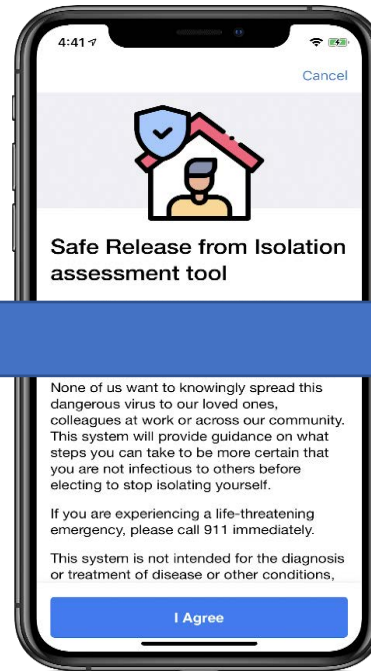 4:41
Cancel
Safe Release from Isolation
assessment tool
None of us want to knowingly spread this
dangerous virus to our loved ones,
colleagues at work or across our community.
This system will provide guidance on what
steps you can take to be more certain that
you are not infectious to others before
electing to stop isolating yourself.
If you are experiencing a life-threatening
emergency, please call 911 immediately.
This system is not intended for the diagnosis
or treatment of disease or other conditions,
I Agree